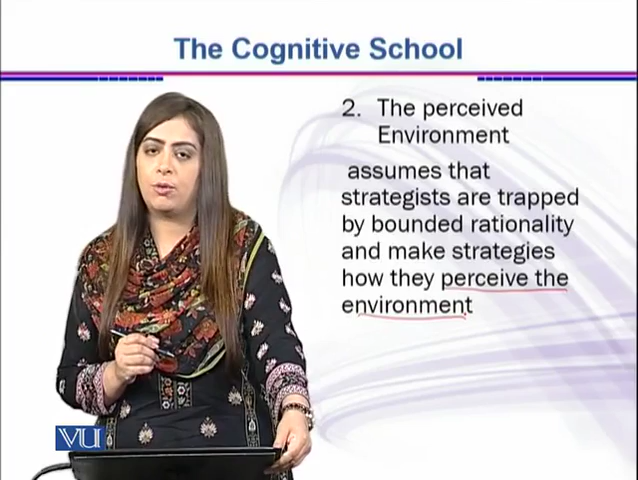 The Cognitive School
2. The perceived
Environment
assumes that
strategists are trapped
by bounded rationality
and make strategies
how they perceive the
environment
VU